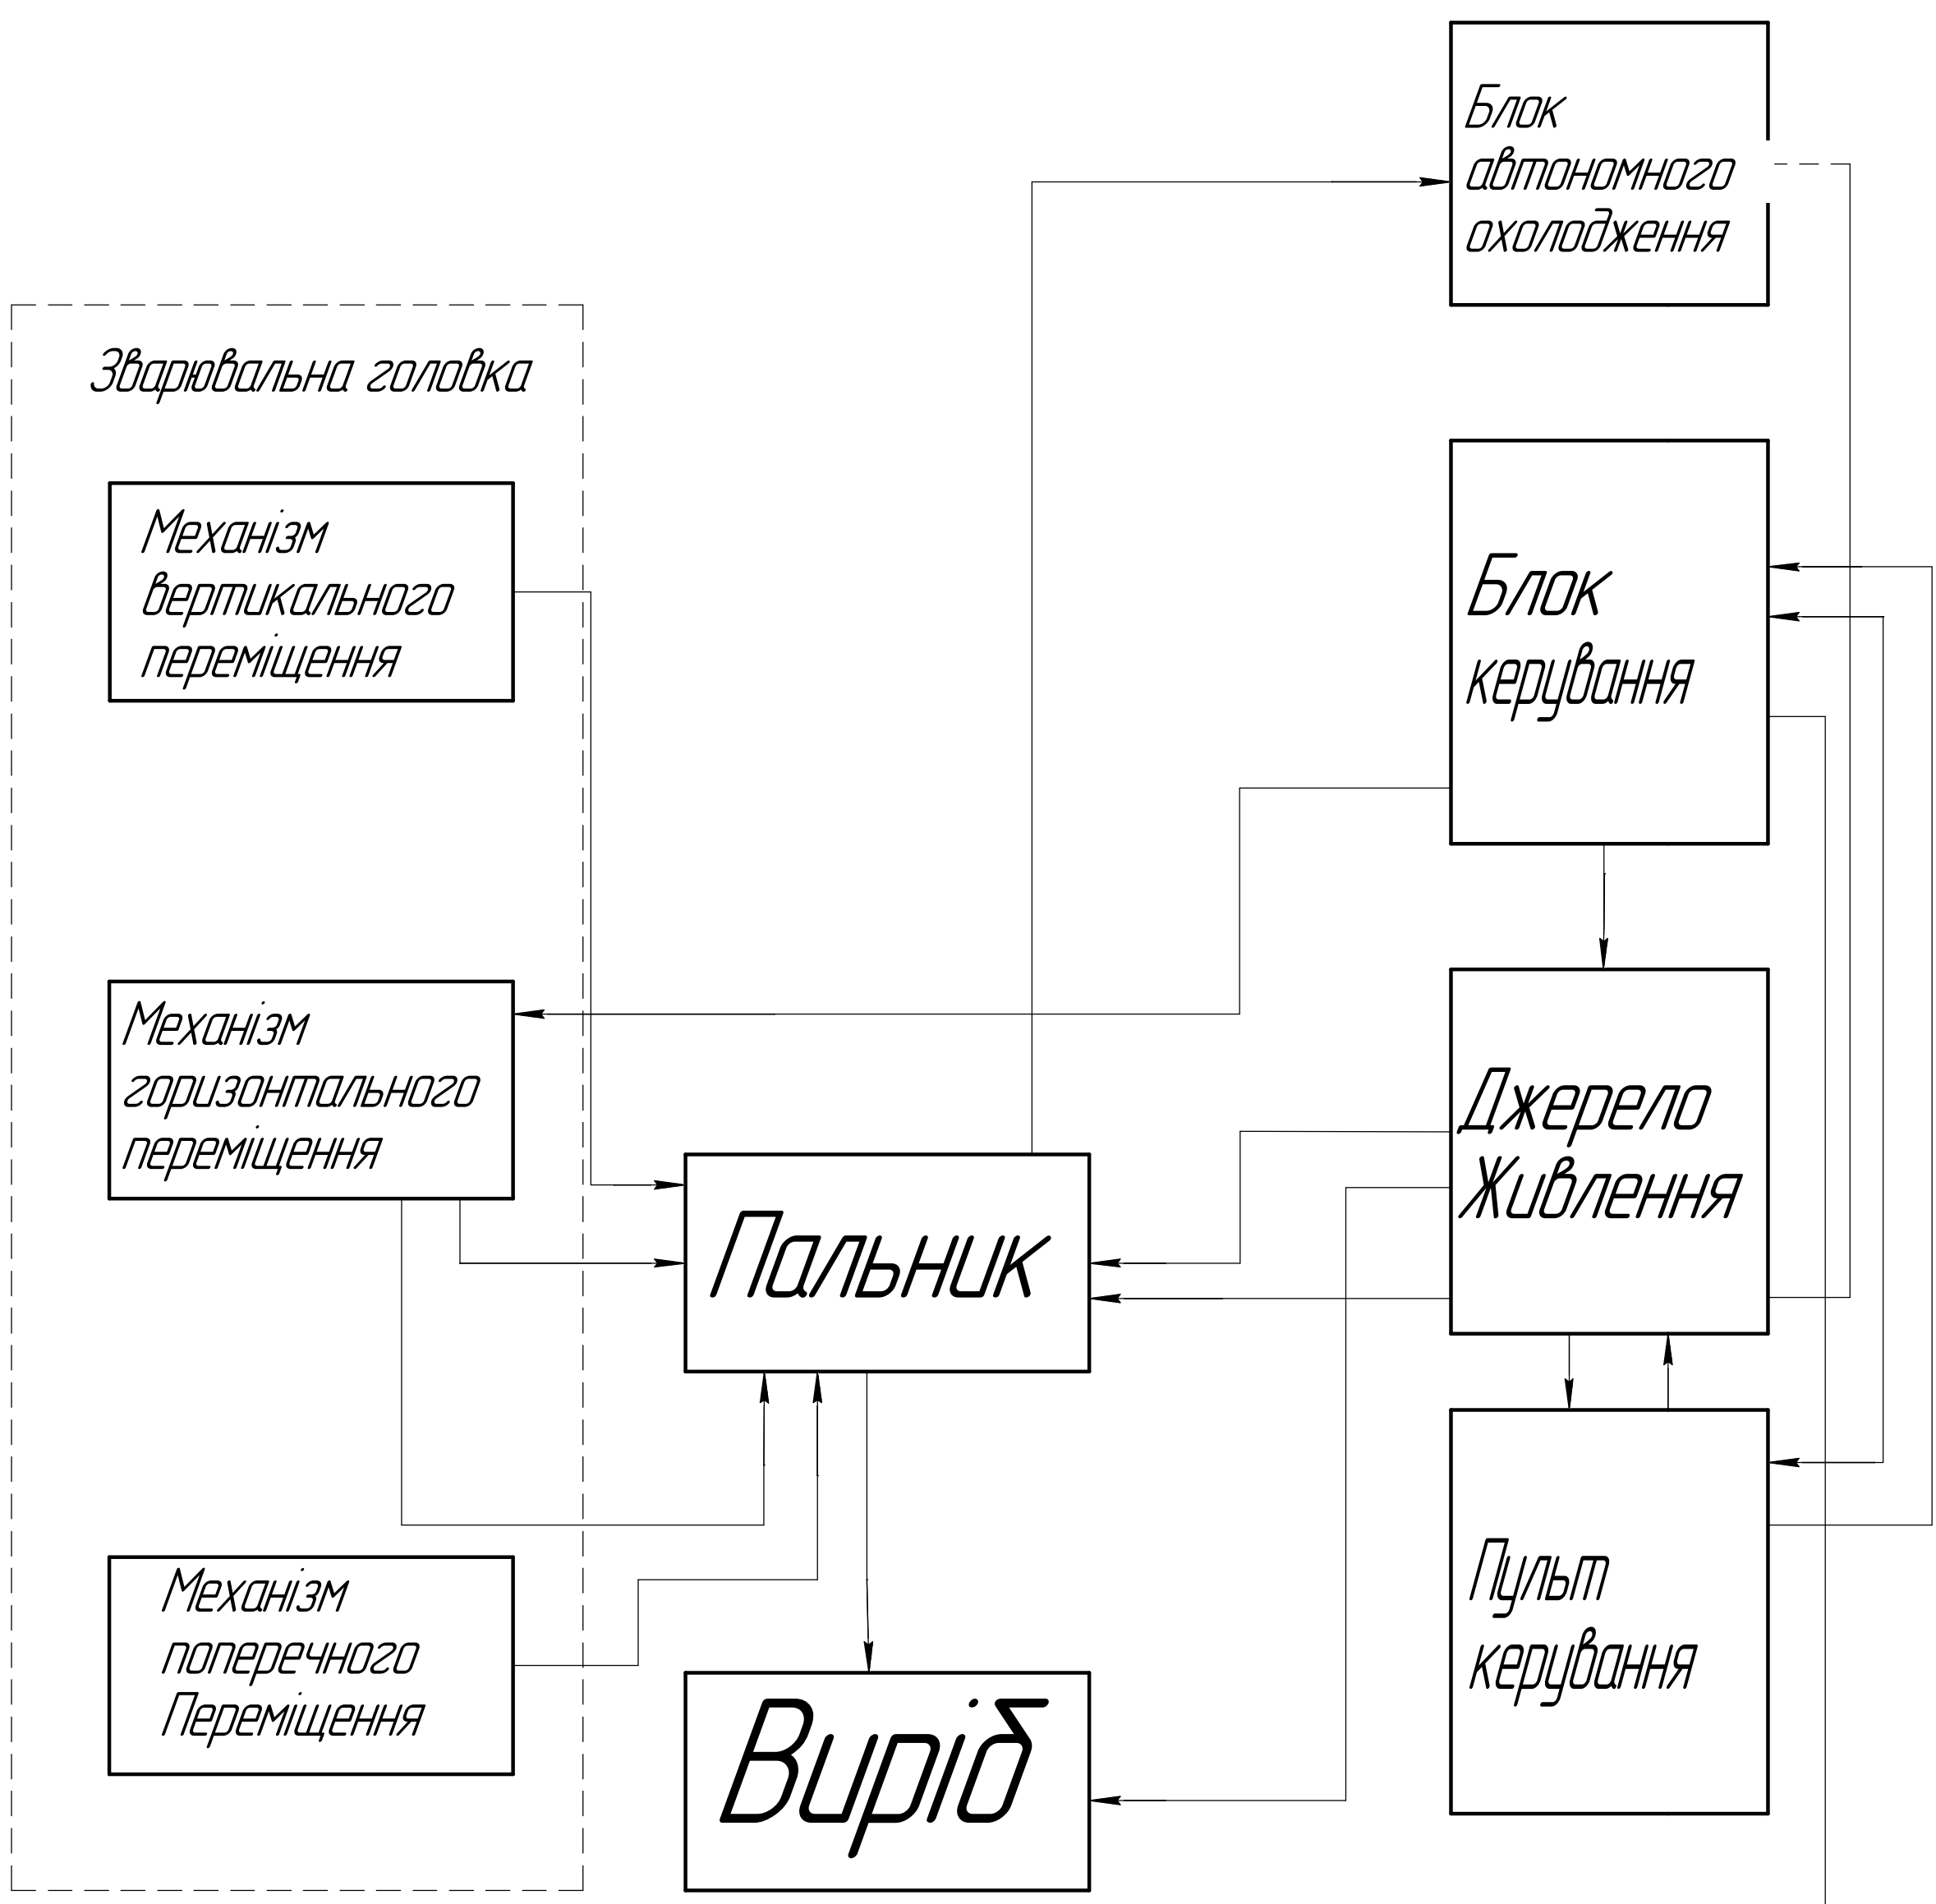 Блок
автономного
охолодження
Зварювальна головка
Механізм
вертикального
переміщення
Блок
керування
Механізм
горизонтального
переміщення
Джерело
Живлення
Пальник
Пульт
керування
Механізм
поперечного
Переміщення
Виріб